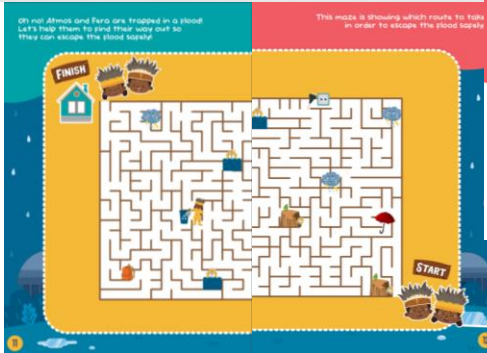 Oh no! Atmos and Fera are trapped in a flood!
Let's help them to find their way out so
they can escape the flood safely!
This maze is showing which route to take
in order to escape the flood safely
FINISH
START
11